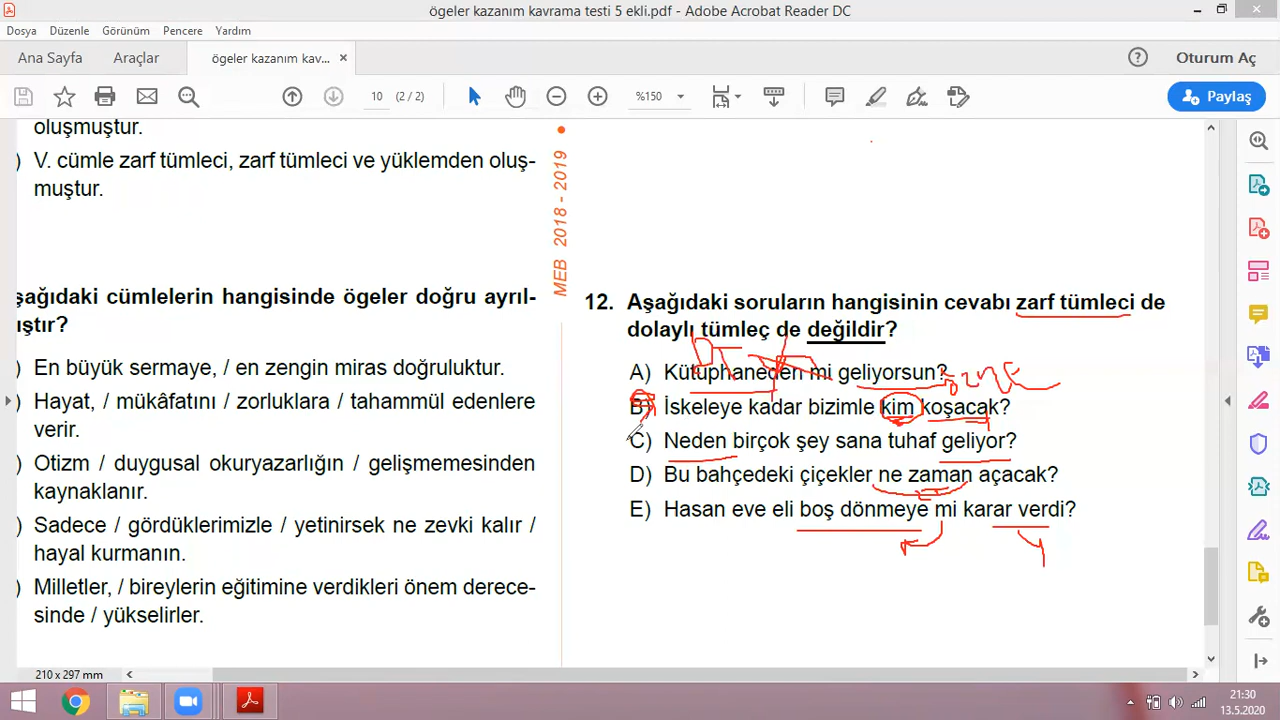 ögeler kazanım kavrama testi 5 ekli.pdf - Adobe Acrobat Reader DC
Dosya Düzenle Görünüm Pencere Yardım
Ana Sayfa Araçlar ögeler kazanım kav... × Oturum Aç
10 (2 / 2) %150 Paylaş
oluşmuştur.
) V. cümle zarf tümleci, zarf tümleci ve yüklemden oluş-
muştur.
şağıdaki cümlelerin hangisinde ögeler doğru ayrıl-
ıştır?
) En büyük sermaye, / en zengin miras doğruluktur.
) Hayat, / mükâfatını / zorluklara / tahammül edenlere
verir.
) Otizm / duygusal okuryazarlığın / gelişmemesinden
kaynaklanır.
) Sadece / gördüklerimizle / yetinirsek ne zevki kalır /
hayal kurmanın.
) Milletler, / bireylerin eğitimine verdikleri önem derece-
sinde / yükselirler.
MEB 2018 - 2019
12. Aşağıdaki soruların hangisinin cevabı zarf tümleci de
dolaylı tümleç de değildir?
DT
A) Kütüphaneden mi geliyorsun?
ÖZNE
B) İskeleye kadar bizimle kim koşacak?
C) Neden birçok şey sana tuhaf geliyor?
D) Bu bahçedeki çiçekler ne zaman açacak?
E) Hasan eve eli boş dönmeye mi karar verdi?
y
210 x 297 mm
21:30
13.5.2020